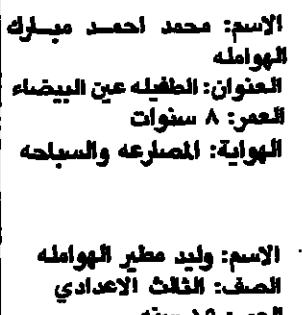 الاسم: محمد احمد مبارك
الهوامله
العنوان: الطفيله عين البيضاء
العمر: ٨ سنوات
الهواية: المصارعه والسباحه
الاسم: وليد مطير الهوامله
الصف: الثالث الاعدادي